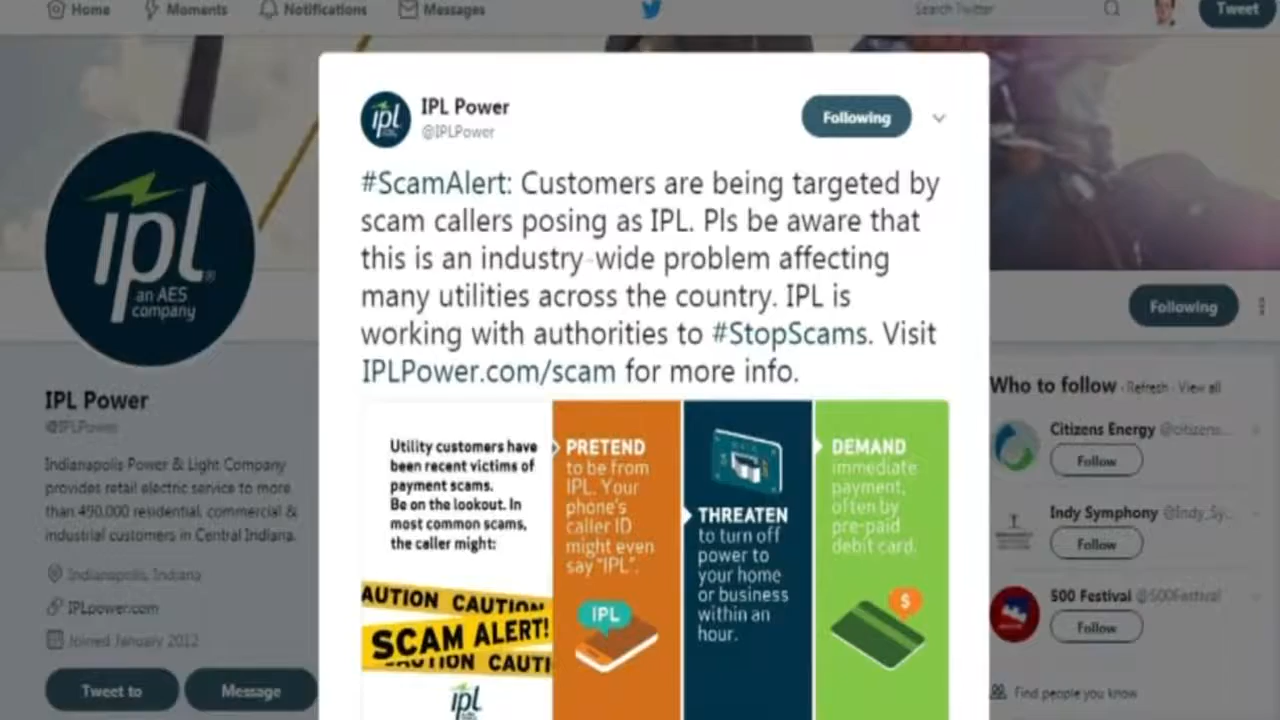 Home
Moments
Notifications
Messages
Search Twitter
Tweet
ipl
an AES
company
IPL Power
@IPLPower
Indianapolis Power & Light Company
provides retail electric service to more
than 490,000 residential, commercial &
industrial customers in Central Indiana.
Indianapolis, Indiana
IPLpower.com
Joined January 2012
Tweet to
Message
ipl
IPL Power
@IPLPower
Following
#ScamAlert: Customers are being targeted by
scam callers posing as IPL. Pls be aware that
this is an industry-wide problem affecting
many utilities across the country. IPL is
working with authorities to #StopScams. Visit
IPLPower.com/scam for more info.
Utility customers have
been recent victims of
payment scams.
Be on the lookout. In
most common scams,
the caller might:
AUTION CAUTION
SCAM ALERT!
CAUTION CAUTI
ipl
PRETEND
to be from
IPL. Your
phone's
caller ID
might even
say "IPL".
IPL
THREATEN
to turn off
power to
your home
or business
within an
hour.
DEMAND
immediate
payment,
often by
pre-paid
debit card.
$
Following
Who to follow · Refresh · View all
Citizens Energy @citizens...
Follow
Indy Symphony @Indy_Sy...
Follow
500 Festival @500Festival
Follow
Find people you know